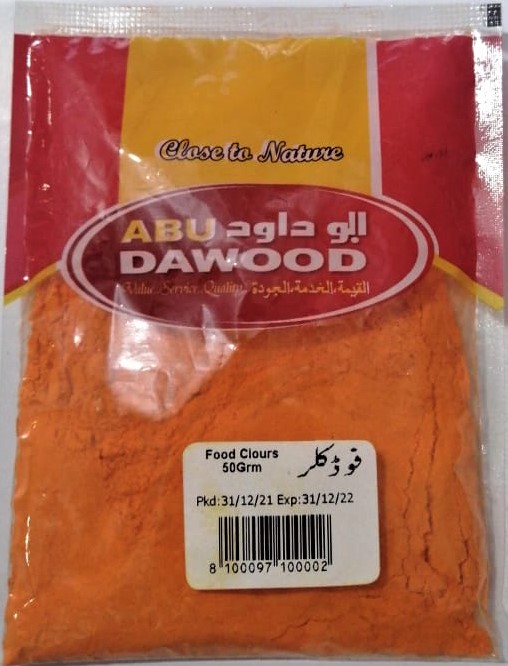 Close to Nature
ABU ابو داود
DAWOOD
Value..Service..Quality.. القيمة،الخدمة،الجودة
Food Clours فوڈ کلر
50Grm
Pkd:31/12/21 Exp:31/12/22
8 100097 100002